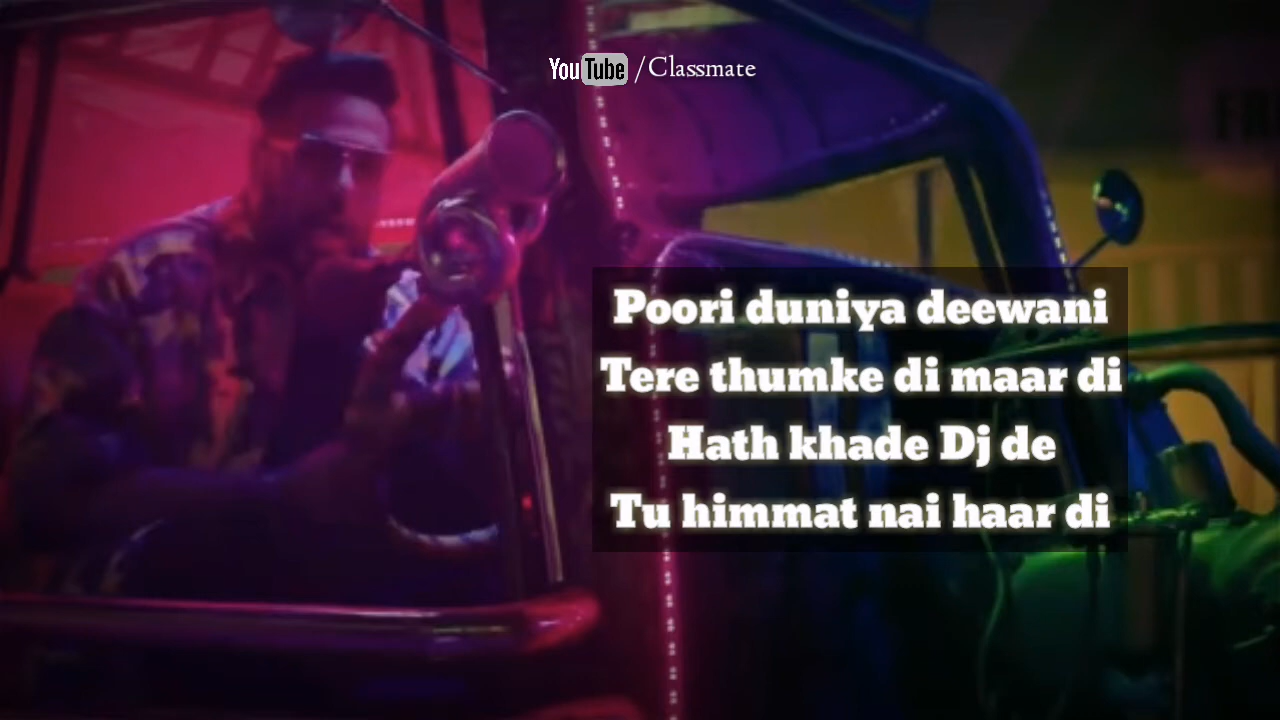 YouTube /Classmate
Poori duniya deewani
Tere thumke di maar di
Hath khade Dj de
Tu himmat nai haar di